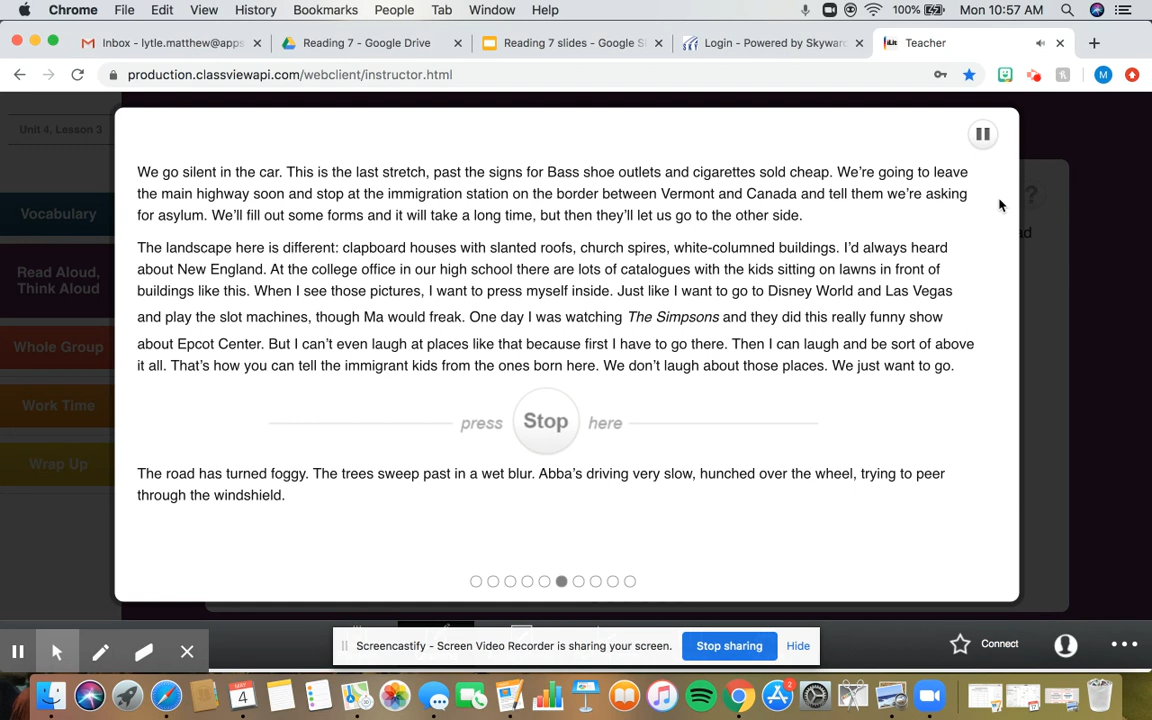 Chrome File Edit View History Bookmarks People Tab Window Help 100% Mon 10:57 AM
Inbox - lytle.matthew@apps Reading 7 - Google Drive Reading 7 slides - Google Sl Login - Powered by Skyward Teacher
production.classviewapi.com/webclient/instructor.html M
Unit 4, Lesson 3
Vocabulary
Read Aloud,
Think Aloud
Whole Group
Work Time
Wrap Up
We go silent in the car. This is the last stretch, past the signs for Bass shoe outlets and cigarettes sold cheap. We’re going to leave
the main highway soon and stop at the immigration station on the border between Vermont and Canada and tell them we’re asking
for asylum. We’ll fill out some forms and it will take a long time, but then they’ll let us go to the other side.
The landscape here is different: clapboard houses with slanted roofs, church spires, white-columned buildings. I’d always heard
about New England. At the college office in our high school there are lots of catalogues with the kids sitting on lawns in front of
buildings like this. When I see those pictures, I want to press myself inside. Just like I want to go to Disney World and Las Vegas
and play the slot machines, though Ma would freak. One day I was watching The Simpsons and they did this really funny show
about Epcot Center. But I can’t even laugh at places like that because first I have to go there. Then I can laugh and be sort of above
it all. That’s how you can tell the immigrant kids from the ones born here. We don’t laugh about those places. We just want to go.
press Stop here
The road has turned foggy. The trees sweep past in a wet blur. Abba’s driving very slow, hunched over the wheel, trying to peer
through the windshield.
Screencastify - Screen Video Recorder is sharing your screen. Stop sharing Hide
Connect
MAY
4
2